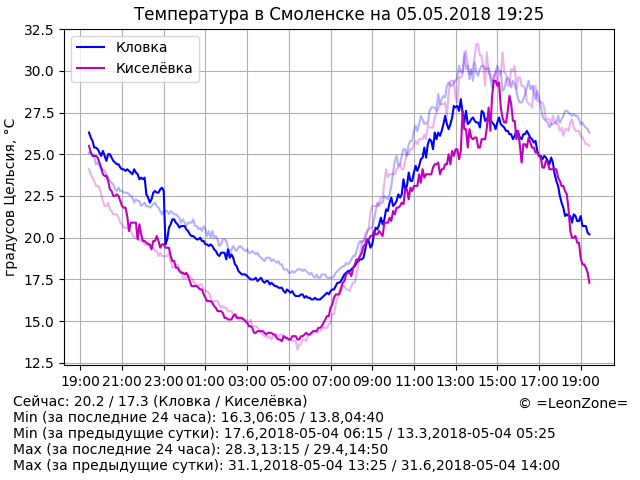 Температура в Смоленске на 05.05.2018 19:25
32.5
30.0
27.5
25.0
22.5
20.0
17.5
15.0
12.5
градусов Цельсия, °C
Кловка
Киселёвка
19:00 21:00 23:00 01:00 03:00 05:00 07:00 09:00 11:00 13:00 15:00 17:00 19:00
Сейчас: 20.2 / 17.3 (Кловка / Киселёвка)
© =LeonZone=
Min (за последние 24 часа): 16.3,06:05 / 13.8,04:40
Min (за предыдущие сутки): 17.6,2018-05-04 06:15 / 13.3,2018-05-04 05:25
Max (за последние 24 часа): 28.3,13:15 / 29.4,14:50
Max (за предыдущие сутки): 31.1,2018-05-04 13:25 / 31.6,2018-05-04 14:00